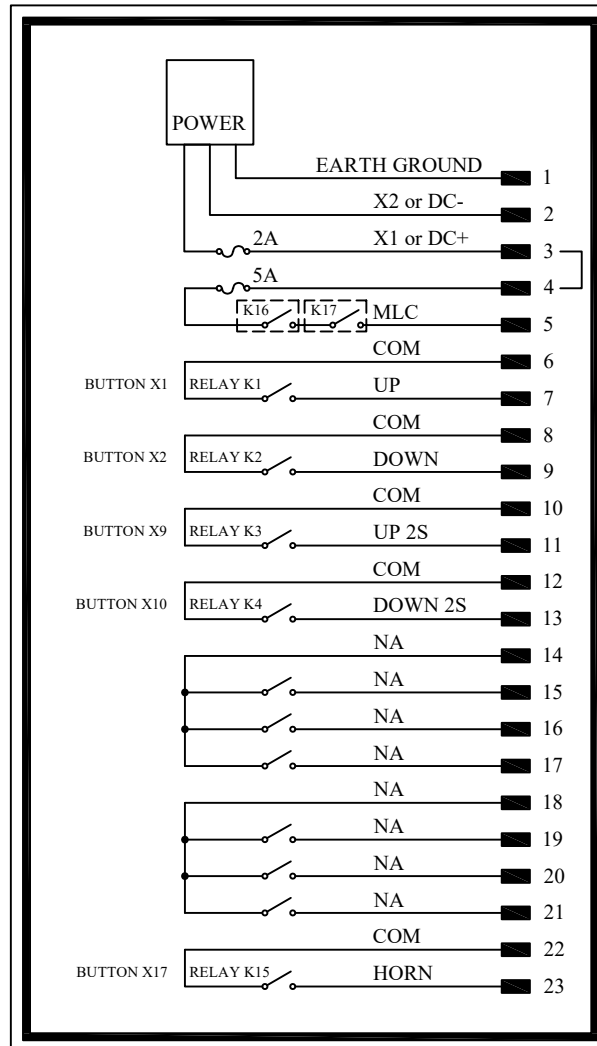 POWER
EARTH GROUND 1
X2 or DC- 2
2A X1 or DC+ 3
5A 4
K16 K17 MLC 5
COM 6
BUTTON X1 RELAY K1 UP 7
COM 8
BUTTON X2 RELAY K2 DOWN 9
COM 10
BUTTON X9 RELAY K3 UP 2S 11
COM 12
BUTTON X10 RELAY K4 DOWN 2S 13
NA 14
NA 15
NA 16
NA 17
NA 18
NA 19
NA 20
NA 21
COM 22
BUTTON X17 RELAY K15 HORN 23